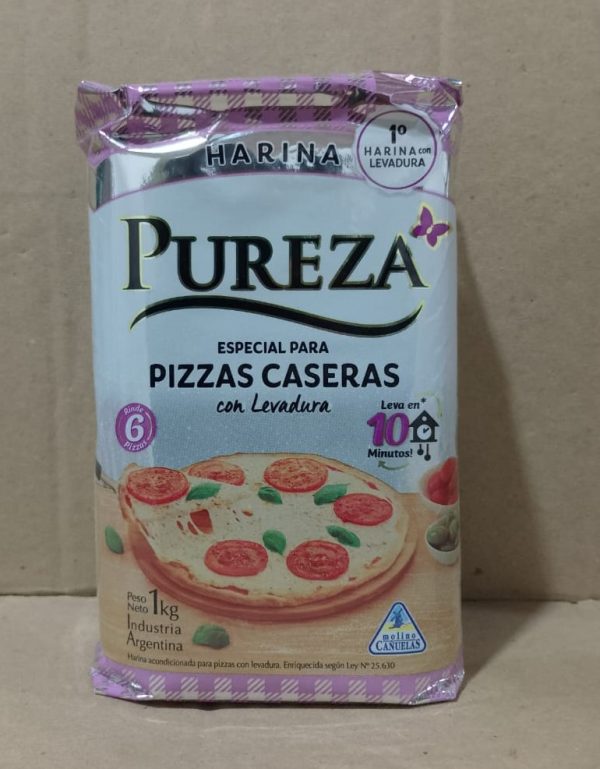 1º
HARINA con
LEVADURA
HARINA
PUREZA
ESPECIAL PARA
PIZZAS CASERAS
con Levadura
Rinde
6
Pizzas
Leva en*
10
Minutos!
Peso
Neto 1kg
Industria
Argentina
molino
CAÑUELAS
Harina acondicionada para pizzas con levadura. Enriquecida según Ley Nº 25.630